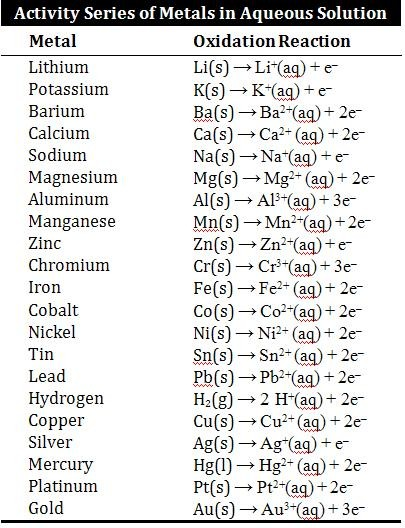 Activity Series of Metals in Aqueous Solution
Metal Oxidation Reaction
Lithium Li(s) → Li⁺(aq) + e⁻
Potassium K(s) → K⁺(aq) + e⁻
Barium Ba(s) → Ba²⁺(aq) + 2e⁻
Calcium Ca(s) → Ca²⁺ (aq) + 2e⁻
Sodium Na(s) → Na⁺(aq) + e⁻
Magnesium Mg(s) → Mg²⁺ (aq) + 2e⁻
Aluminum Al(s) → Al³⁺(aq) + 3e⁻
Manganese Mn(s) → Mn²⁺(aq) + 2e⁻
Zinc Zn(s) → Zn²⁺(aq) + e⁻
Chromium Cr(s) → Cr³⁺(aq) + 3e⁻
Iron Fe(s) → Fe²⁺ (aq) + 2e⁻
Cobalt Co(s) → Co²⁺(aq) + 2e⁻
Nickel Ni(s) → Ni²⁺ (aq) + 2e⁻
Tin Sn(s) → Sn²⁺ (aq) + 2e⁻
Lead Pb(s) → Pb²⁺(aq) + 2e⁻
Hydrogen H₂(g) → 2 H⁺(aq) + 2e⁻
Copper Cu(s) → Cu²⁺ (aq) + 2e⁻
Silver Ag(s) → Ag⁺(aq) + e⁻
Mercury Hg(l) → Hg²⁺ (aq) + 2e⁻
Platinum Pt(s) → Pt²⁺(aq) + 2e⁻
Gold Au(s) → Au³⁺(aq) + 3e⁻